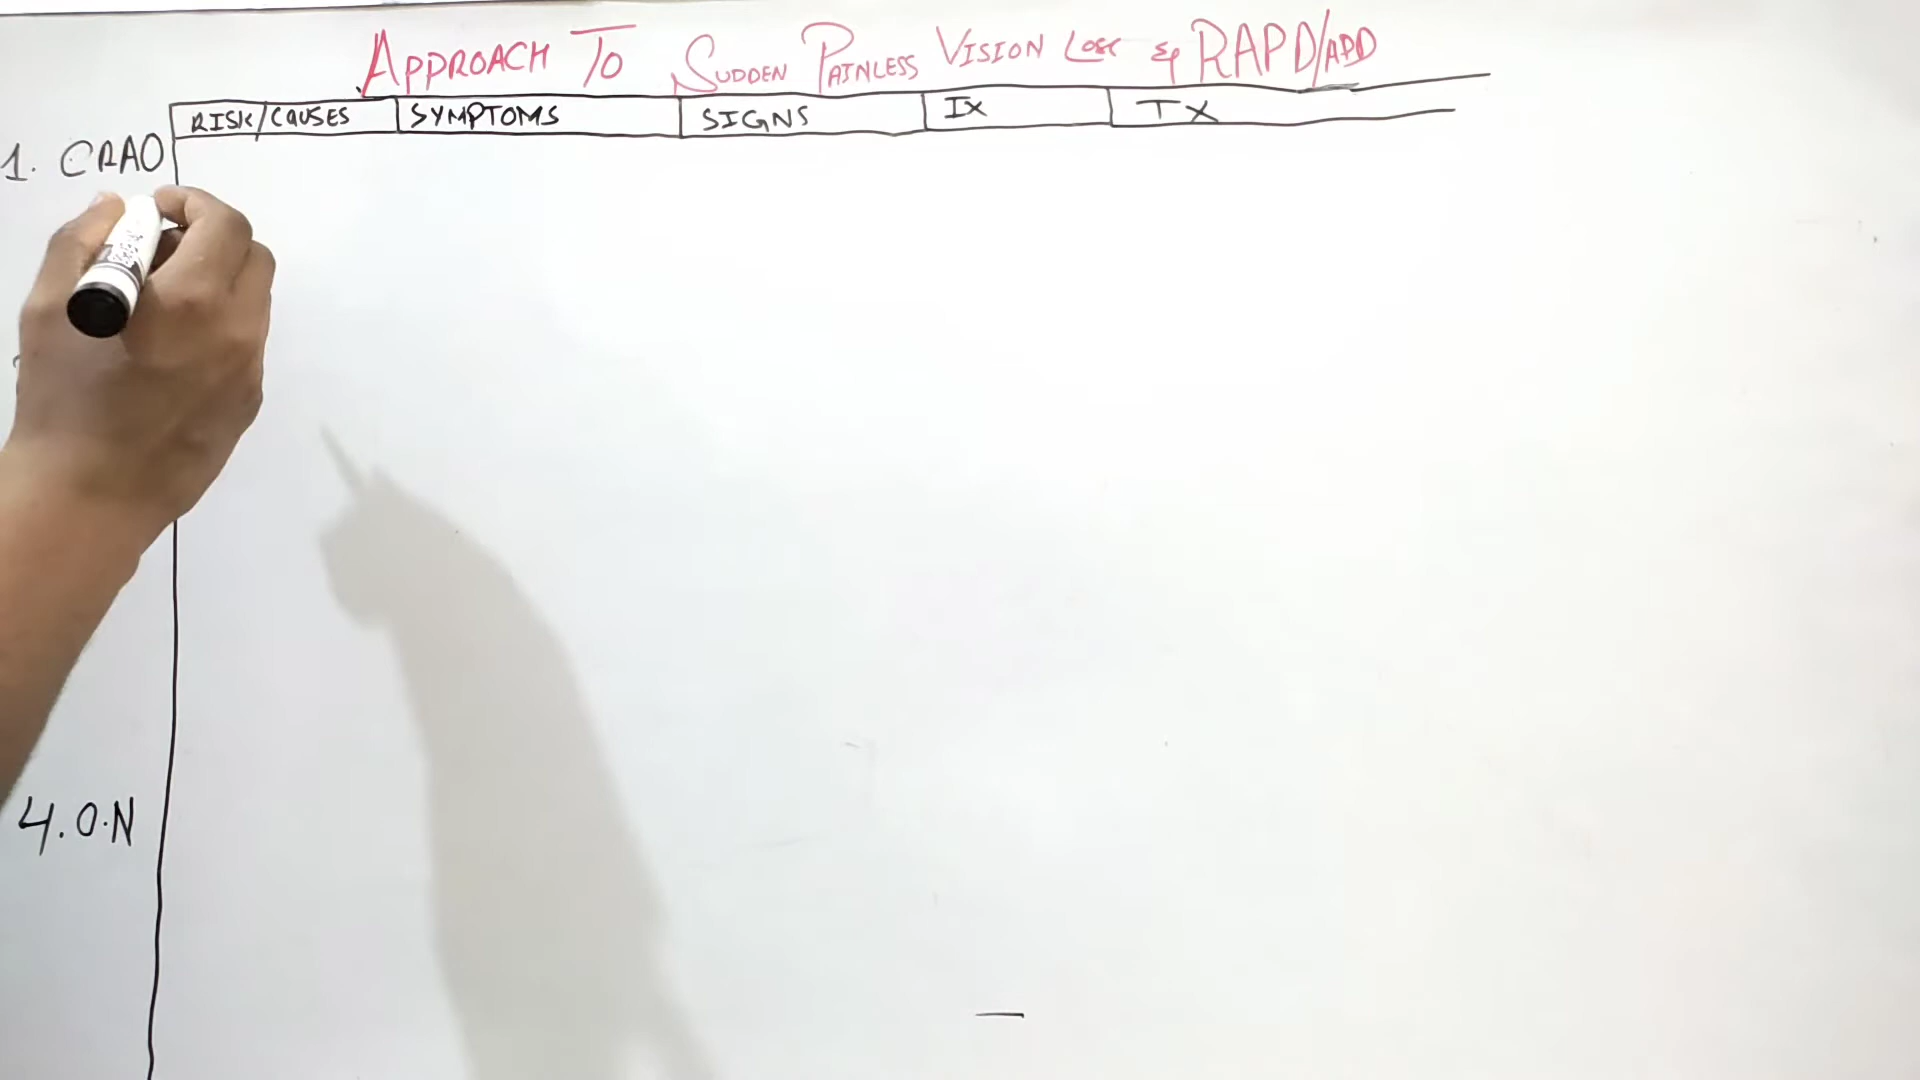 APPROACH TO SUDDEN PAINLESS VISION LOSS & RAPD/APD
RISK/CAUSES SYMPTOMS SIGNS IX TX
1. CRAO
4. O.N